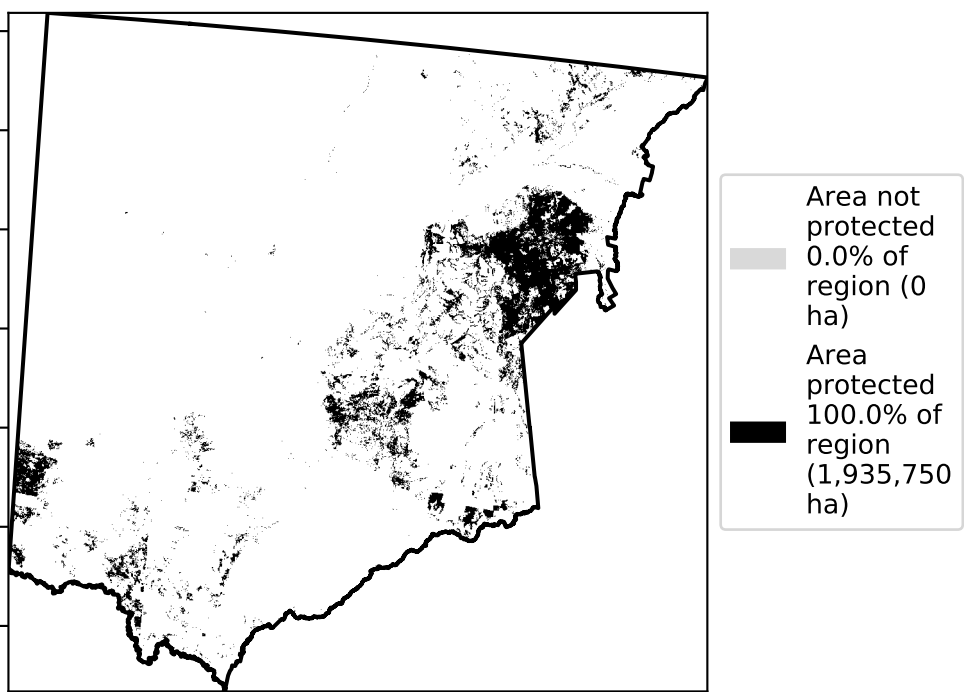 Area not
protected
0.0% of
region (0
ha)
Area
protected
100.0% of
region
(1,935,750
ha)